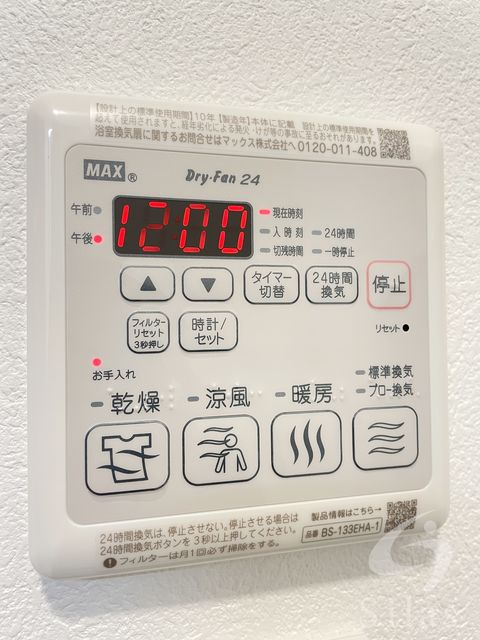 【設計上の標準使用期間】10年【製造年】本体に記載 設計上の標準使用期間を
超えて使用されますと、経年劣化による発火・けが等の事故に至るおそれがあります。
浴室換気扇に関するお問合せはマックス株式会社へ 0120-011-408
MAX® Dry-Fan 24
午前
午後
12:00
現在時刻
入時刻 24時間
切残時間 一時停止
▲ ▼ タイマー切替 24時間換気 停止
フィルターリセット3秒押し 時計/セット リセット
お手入れ
乾燥 涼風 暖房 標準換気
プロー換気
24時間換気は、停止させない。停止させる場合は
24時間換気ボタンを3秒以上押してください。
フィルターは月1回必ず掃除をする。
製品情報はこちら→
品番 BS-133EHA-1